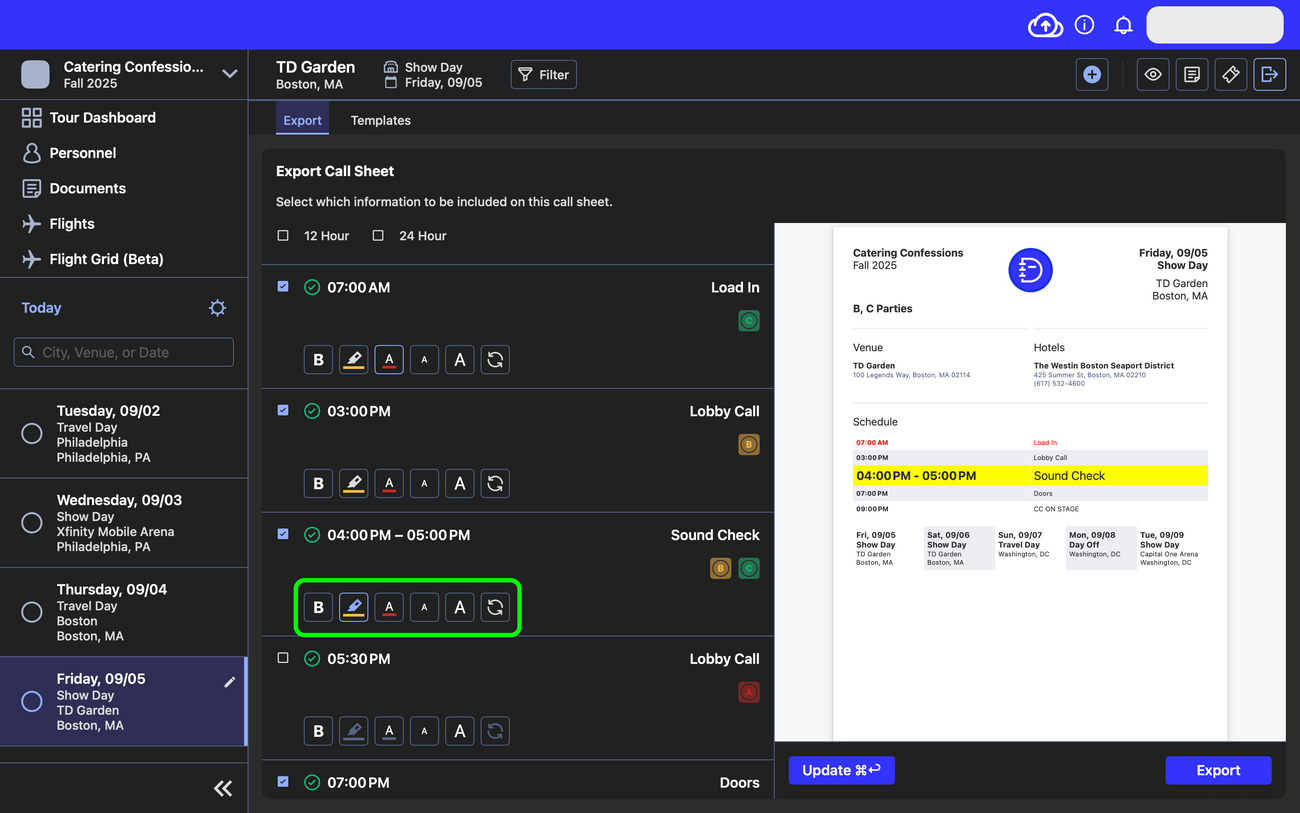 Catering Confessio...
Fall 2025
Tour Dashboard
Personnel
Documents
Flights
Flight Grid (Beta)
Today
City, Venue, or Date
Tuesday, 09/02
Travel Day
Philadelphia
Philadelphia, PA
Wednesday, 09/03
Show Day
Xfinity Mobile Arena
Philadelphia, PA
Thursday, 09/04
Travel Day
Boston
Boston, MA
Friday, 09/05
Show Day
TD Garden
Boston, MA
TD Garden
Boston, MA
Show Day
Friday, 09/05
Filter
Export Templates
Export Call Sheet
Select which information to be included on this call sheet.
12 Hour 24 Hour
07:00 AM Load In
C
B A A A
03:00 PM Lobby Call
B
B A A A
04:00 PM – 05:00 PM Sound Check
B C
B A A A
05:30 PM Lobby Call
A
B A A A
07:00 PM Doors
Catering Confessions
Fall 2025
Friday, 09/05
Show Day
TD Garden
Boston, MA
B, C Parties
Venue
TD Garden
100 Legends Way, Boston, MA 02114
Hotels
The Westin Boston Seaport District
425 Summer St, Boston, MA 02210
(617) 532-4600
Schedule
07:00 AM Load In
03:00 PM Lobby Call
04:00 PM - 05:00 PM Sound Check
07:00 PM Doors
09:00 PM CC ON STAGE
Fri, 09/05
Show Day
TD Garden
Boston, MA
Sat, 09/06
Show Day
TD Garden
Boston, MA
Sun, 09/07
Travel Day
Washington, DC
Mon, 09/08
Day Off
Washington, DC
Tue, 09/09
Show Day
Capital One Arena
Washington, DC
Update ⌘↩
Export